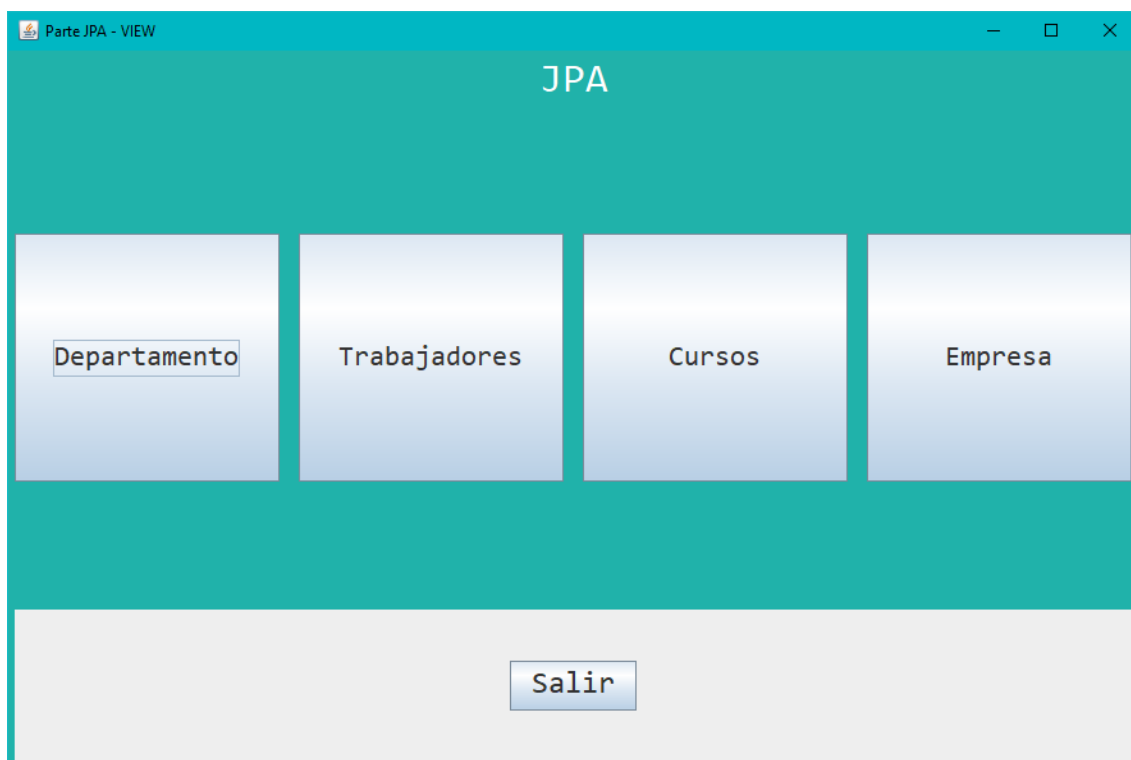 Parte JPA - VIEW
JPA
Departamento Trabajadores Cursos Empresa
Salir